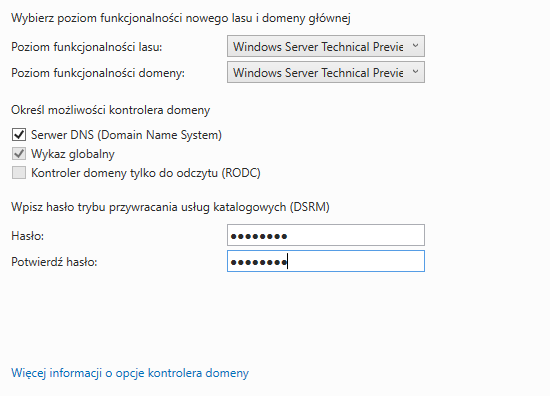 Wybierz poziom funkcjonalności nowego lasu i domeny głównej
Poziom funkcjonalności lasu: Windows Server Technical Previe
Poziom funkcjonalności domeny: Windows Server Technical Previe
Określ możliwości kontrolera domeny
Serwer DNS (Domain Name System)
Wykaz globalny
Kontroler domeny tylko do odczytu (RODC)
Wpisz hasło trybu przywracania usług katalogowych (DSRM)
Hasło: ●●●●●●●●
Potwierdź hasło: ●●●●●●●●
Więcej informacji o opcje kontrolera domeny